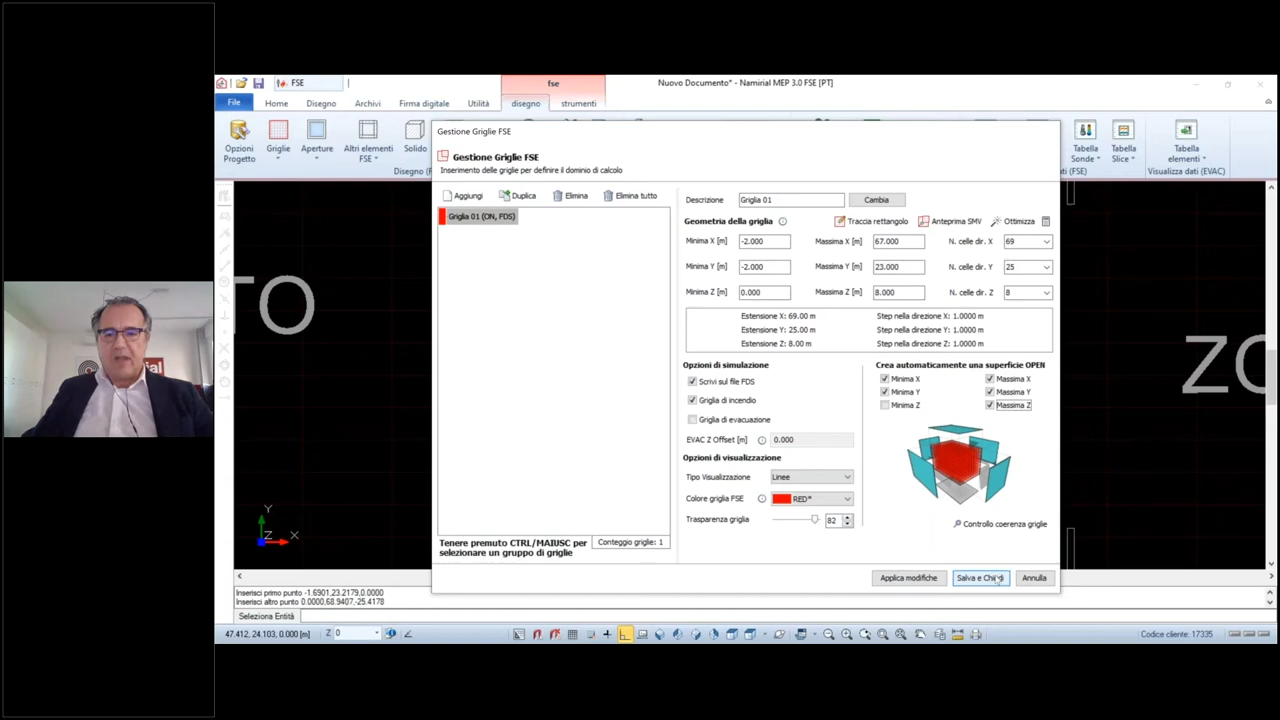 FSE
fse
Nuovo Documento* - Namirial MEP 3.0 FSE [PT]
File Home Disegno Archivi Firma digitale Utilità disegno strumenti
Opzioni Progetto
Griglie
Aperture
Altri elementi FSE
Solido
Tabella Sonde
Tabella Slice
Tabella elementi
Disegno (F
ti (FSE)
Visualizza dati (EVAC)
Gestione Griglie FSE
Gestione Griglie FSE
Inserimento delle griglie per definire il dominio di calcolo
Aggiungi Duplica Elimina Elimina tutto
Griglia 01 (ON, FDS)
Tenere premuto CTRL/MAIUSC per
selezionare un gruppo di griglie
Conteggio griglie: 1
Descrizione Griglia 01 Cambia
Geometria della griglia Traccia rettangolo Anteprima SMV Ottimizza
Minima X [m] -2.000 Massima X [m] 67.000 N. celle dir. X 69
Minima Y [m] -2.000 Massima Y [m] 23.000 N. celle dir. Y 25
Minima Z [m] 0.000 Massima Z [m] 8.000 N. celle dir. Z 8
Estensione X: 69.00 m Step nella direzione X: 1.0000 m
Estensione Y: 25.00 m Step nella direzione Y: 1.0000 m
Estensione Z: 8.00 m Step nella direzione Z: 1.0000 m
Opzioni di simulazione
Scrivi sul file FDS
Griglia di incendio
Griglia di evacuazione
EVAC Z Offset [m] 0.000
Opzioni di visualizzazione
Tipo Visualizzazione Linee
Colore griglia FSE RED*
Trasparenza griglia 82
Crea automaticamente una superficie OPEN
Minima X Massima X
Minima Y Massima Y
Minima Z Massima Z
Controllo coerenza griglie
Applica modifiche Salva e Chiudi Annulla
TO
ZO
Y
Z X
Inserisci primo punto -1.6901,23.2179,0.0000
Inserisci altro punto 0.0000,68.9407,-25.4178
Seleziona Entità
47.412, 24.103, 0.000 [m] Z 0
Codice cliente: 17335